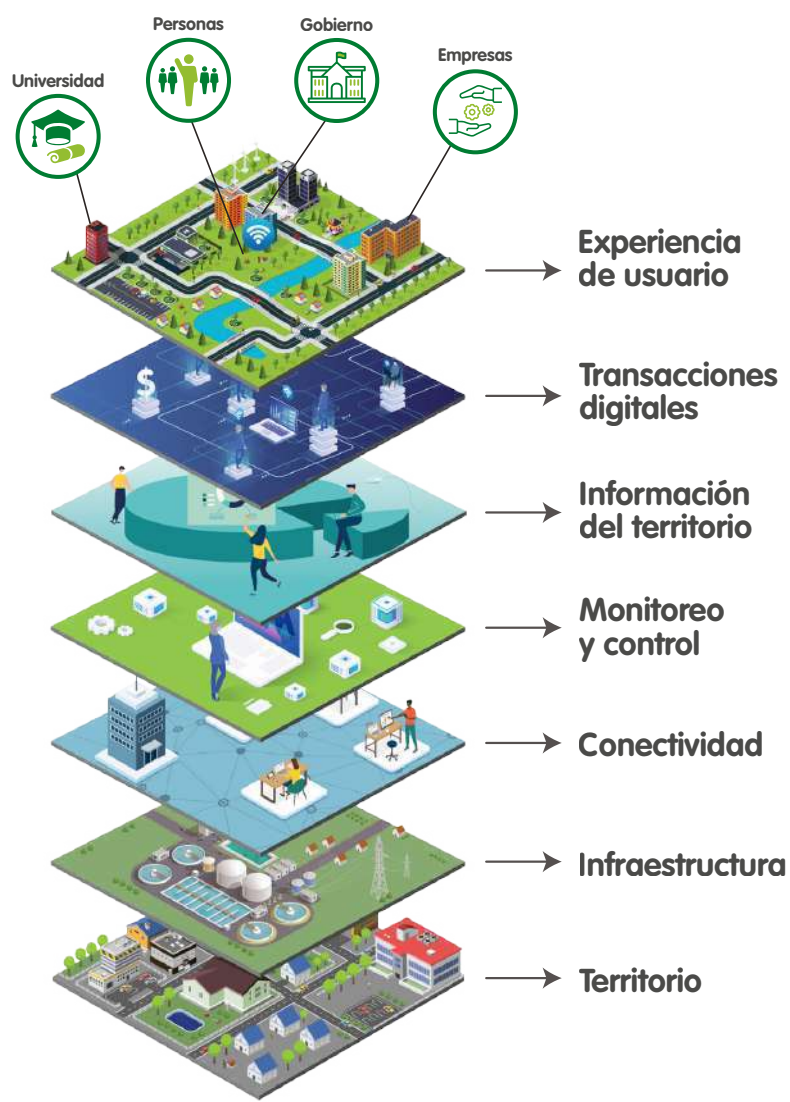 Personas
Gobierno
Empresas
Universidad
Experiencia
de usuario
$
Transacciones
digitales
Información
del territorio
Monitoreo
y control
Conectividad
Infraestructura
Territorio